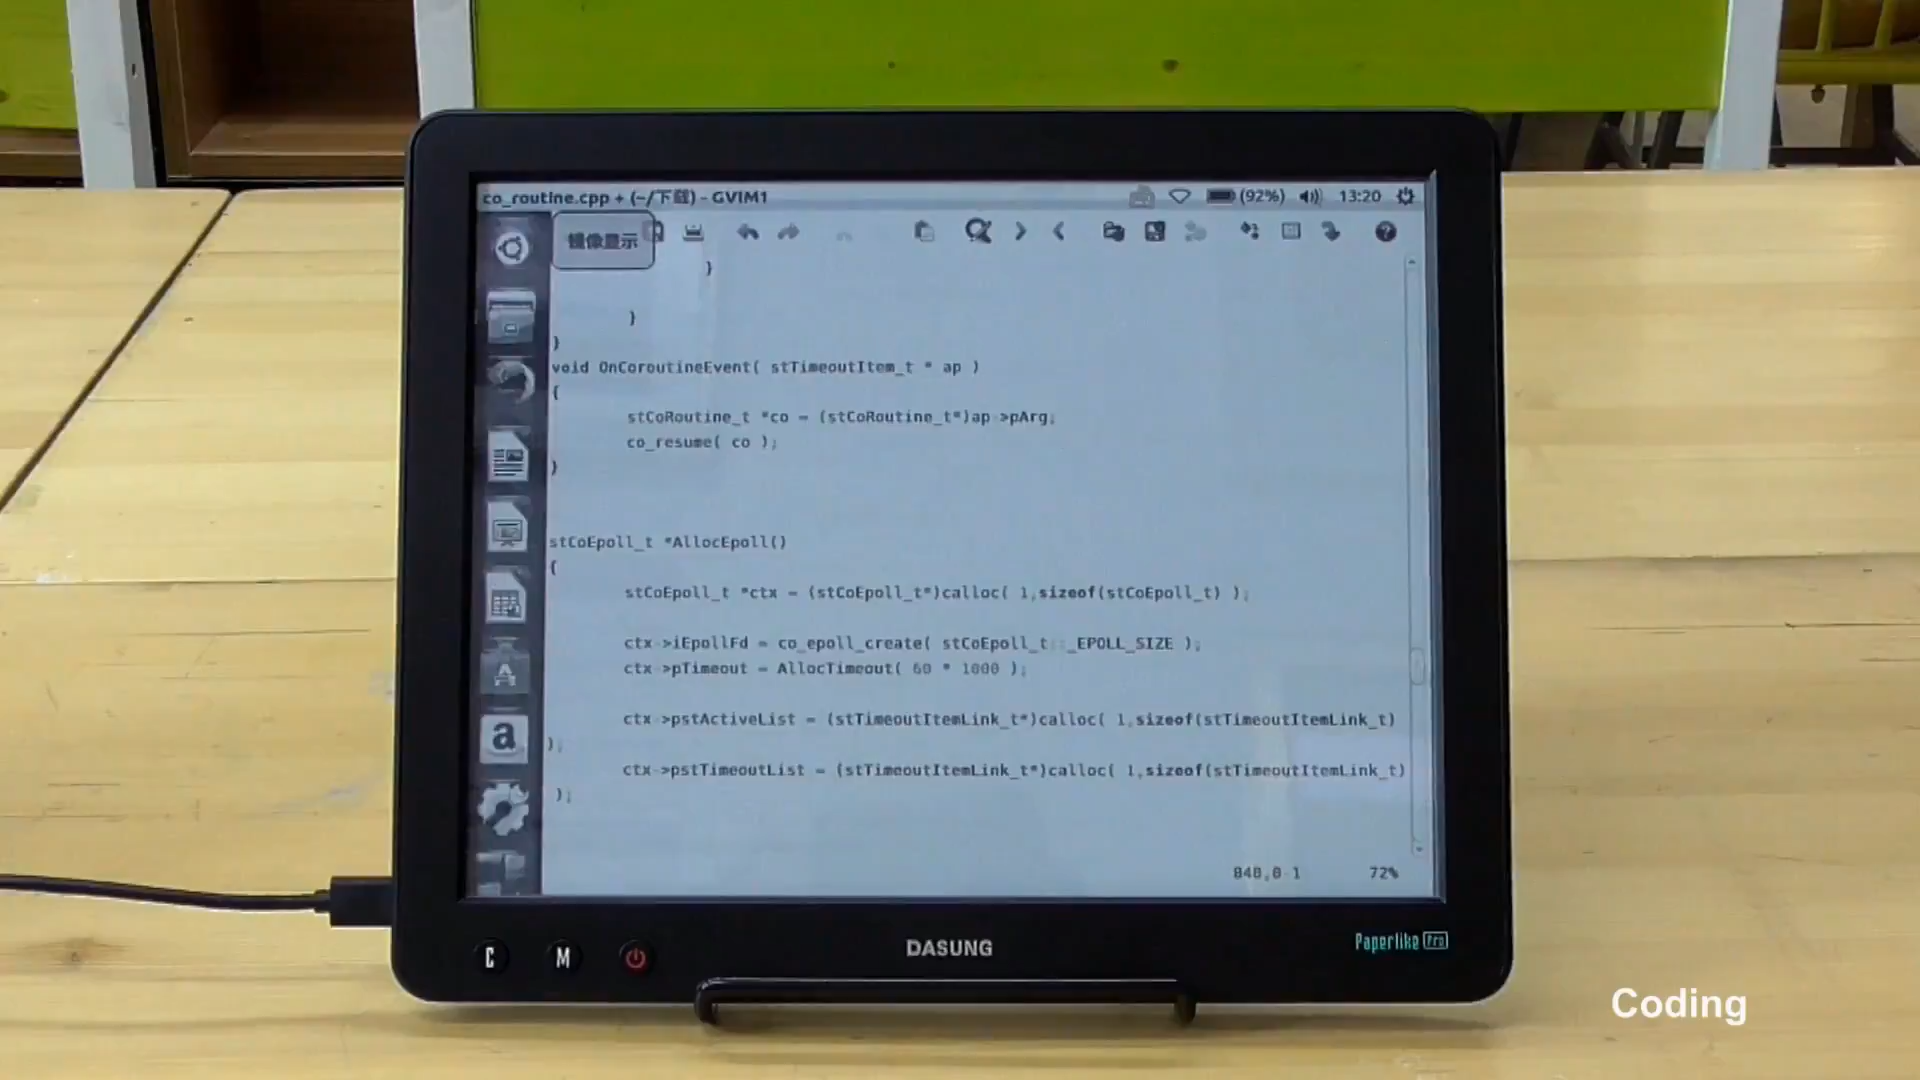 co_routine.cpp + (~/下载) - GVIM1
(92%)
13:20
镜像显示
}
}
}
void OnCoroutineEvent( stTimeoutItem_t * ap )
{
stCoRoutine_t *co = (stCoRoutine_t*)ap->pArg;
co_resume( co );
}
stCoEpoll_t *AllocEpoll()
{
stCoEpoll_t *ctx = (stCoEpoll_t*)calloc( 1,sizeof(stCoEpoll_t) );
ctx->iEpollFd = co_epoll_create( stCoEpoll_t::_EPOLL_SIZE );
ctx->pTimeout = AllocTimeout( 60 * 1000 );
ctx->pstActiveList = (stTimeoutItemLink_t*)calloc( 1,sizeof(stTimeoutItemLink_t)
);
ctx->pstTimeoutList = (stTimeoutItemLink_t*)calloc( 1,sizeof(stTimeoutItemLink_t)
);
840,0-1
72%
a
C
M
DASUNG
Paperlike Pro
Coding